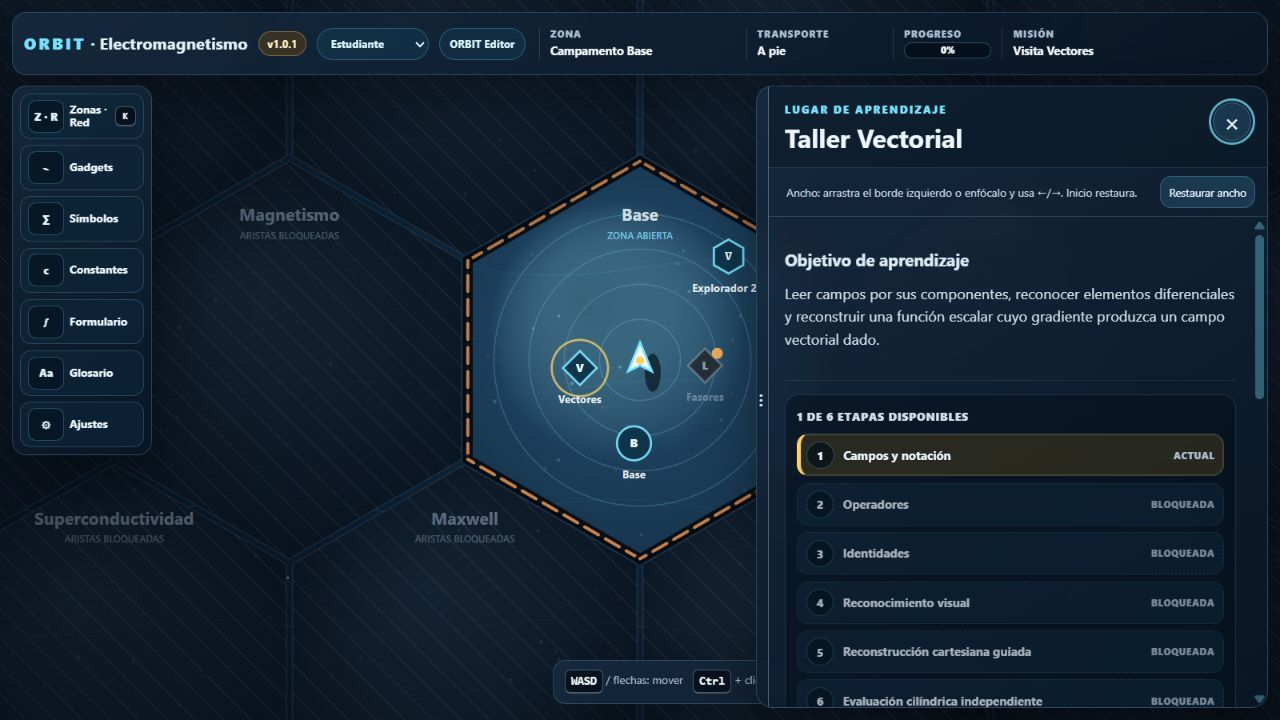 ORBIT · Electromagnetismo
v1.0.1
Estudiante
ORBIT Editor
ZONA
Campamento Base
TRANSPORTE
A pie
PROGRESO
0%
MISIÓN
Visita Vectores
Z·R
Zonas ·
Red
K
Gadgets
Σ
Símbolos
c
Constantes
ƒ
Formulario
Aa
Glosario
Ajustes
Magnetismo
ARISTAS BLOQUEADAS
Base
ZONA ABIERTA
∇
Explorador 2
V
Vectores
L
Fasores
B
Base
Superconductividad
ARISTAS BLOQUEADAS
Maxwell
ARISTAS BLOQUEADAS
WASD / flechas: mover Ctrl + cli
LUGAR DE APRENDIZAJE
Taller Vectorial
×
Ancho: arrastra el borde izquierdo o enfócalo y usa ←/→. Inicio restaura.
Restaurar ancho
Objetivo de aprendizaje
Leer campos por sus componentes, reconocer elementos diferenciales
y reconstruir una función escalar cuyo gradiente produzca un campo
vectorial dado.
1 DE 6 ETAPAS DISPONIBLES
1 Campos y notación ACTUAL
2 Operadores BLOQUEADA
3 Identidades BLOQUEADA
4 Reconocimiento visual BLOQUEADA
5 Reconstrucción cartesiana guiada BLOQUEADA
6 Evaluación cilíndrica independiente BLOQUEADA